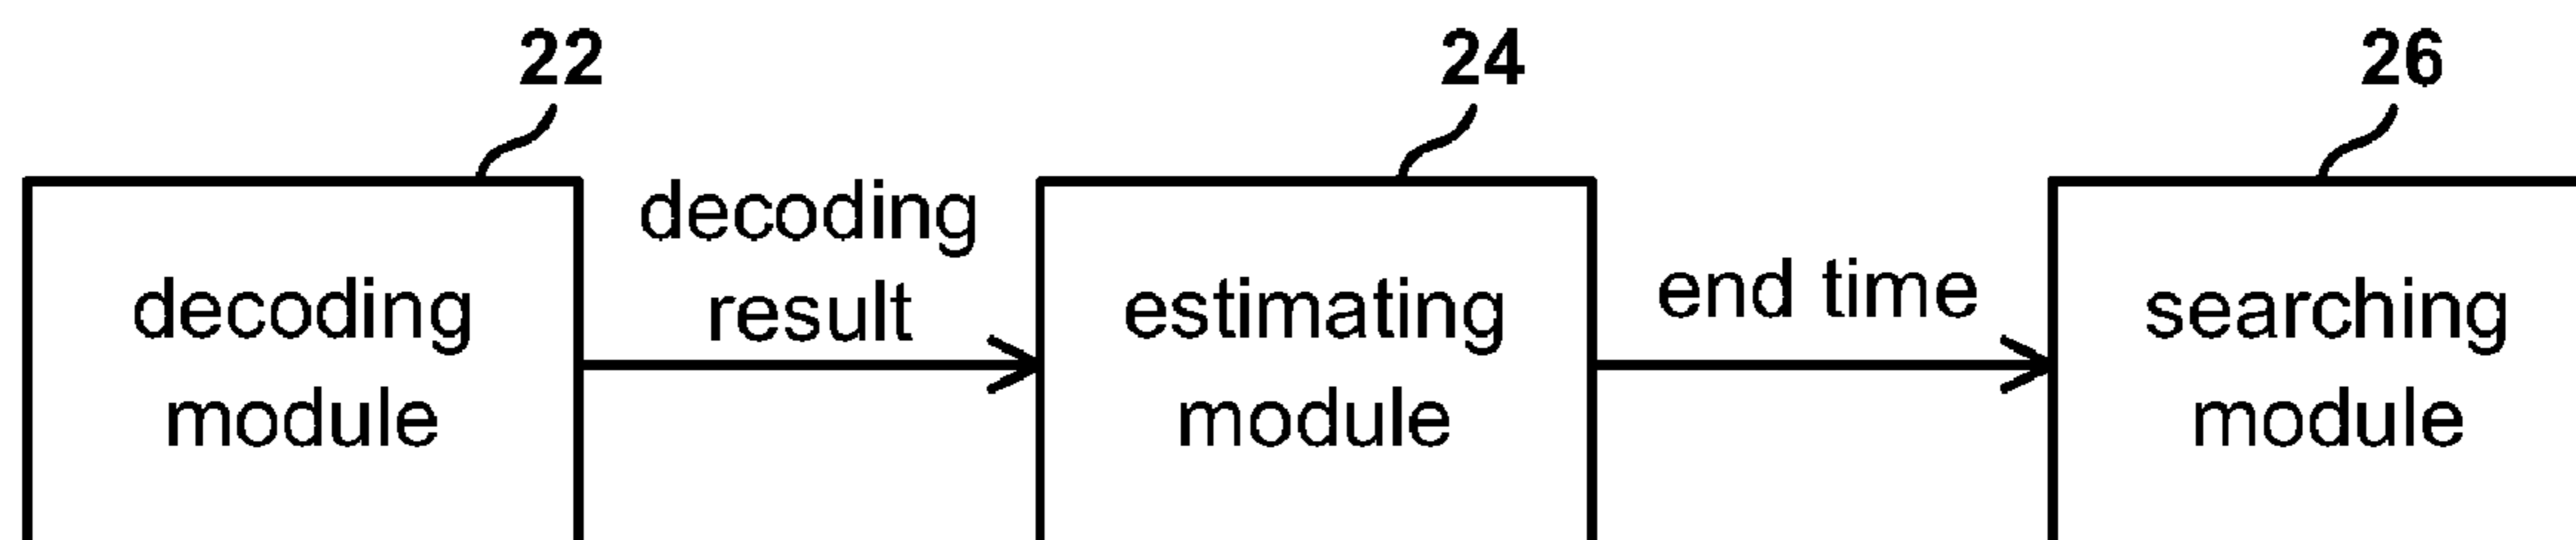 22
24
26
decoding
module
decoding
result
estimating
module
end time
searching
module